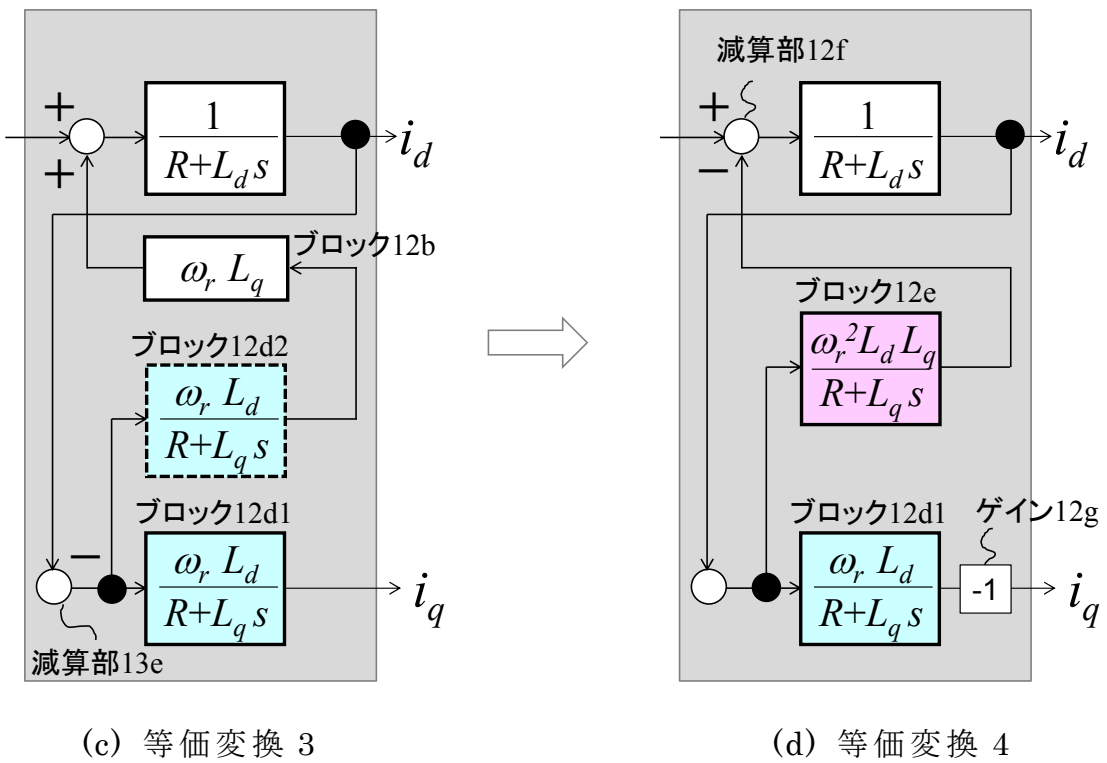 +
+
1
R+L_d s
i_d
ブロック12b
ω_r L_q
ブロック12d2
ω_r L_d
R+L_q s
ブロック12d1
−
ω_r L_d
R+L_q s
i_q
減算部13e
(c) 等価変換 3
減算部12f
+
−
1
R+L_d s
i_d
ブロック12e
ω_r² L_d L_q
R+L_q s
ブロック12d1
ゲイン12g
ω_r L_d
R+L_q s
-1
i_q
(d) 等価変換 4